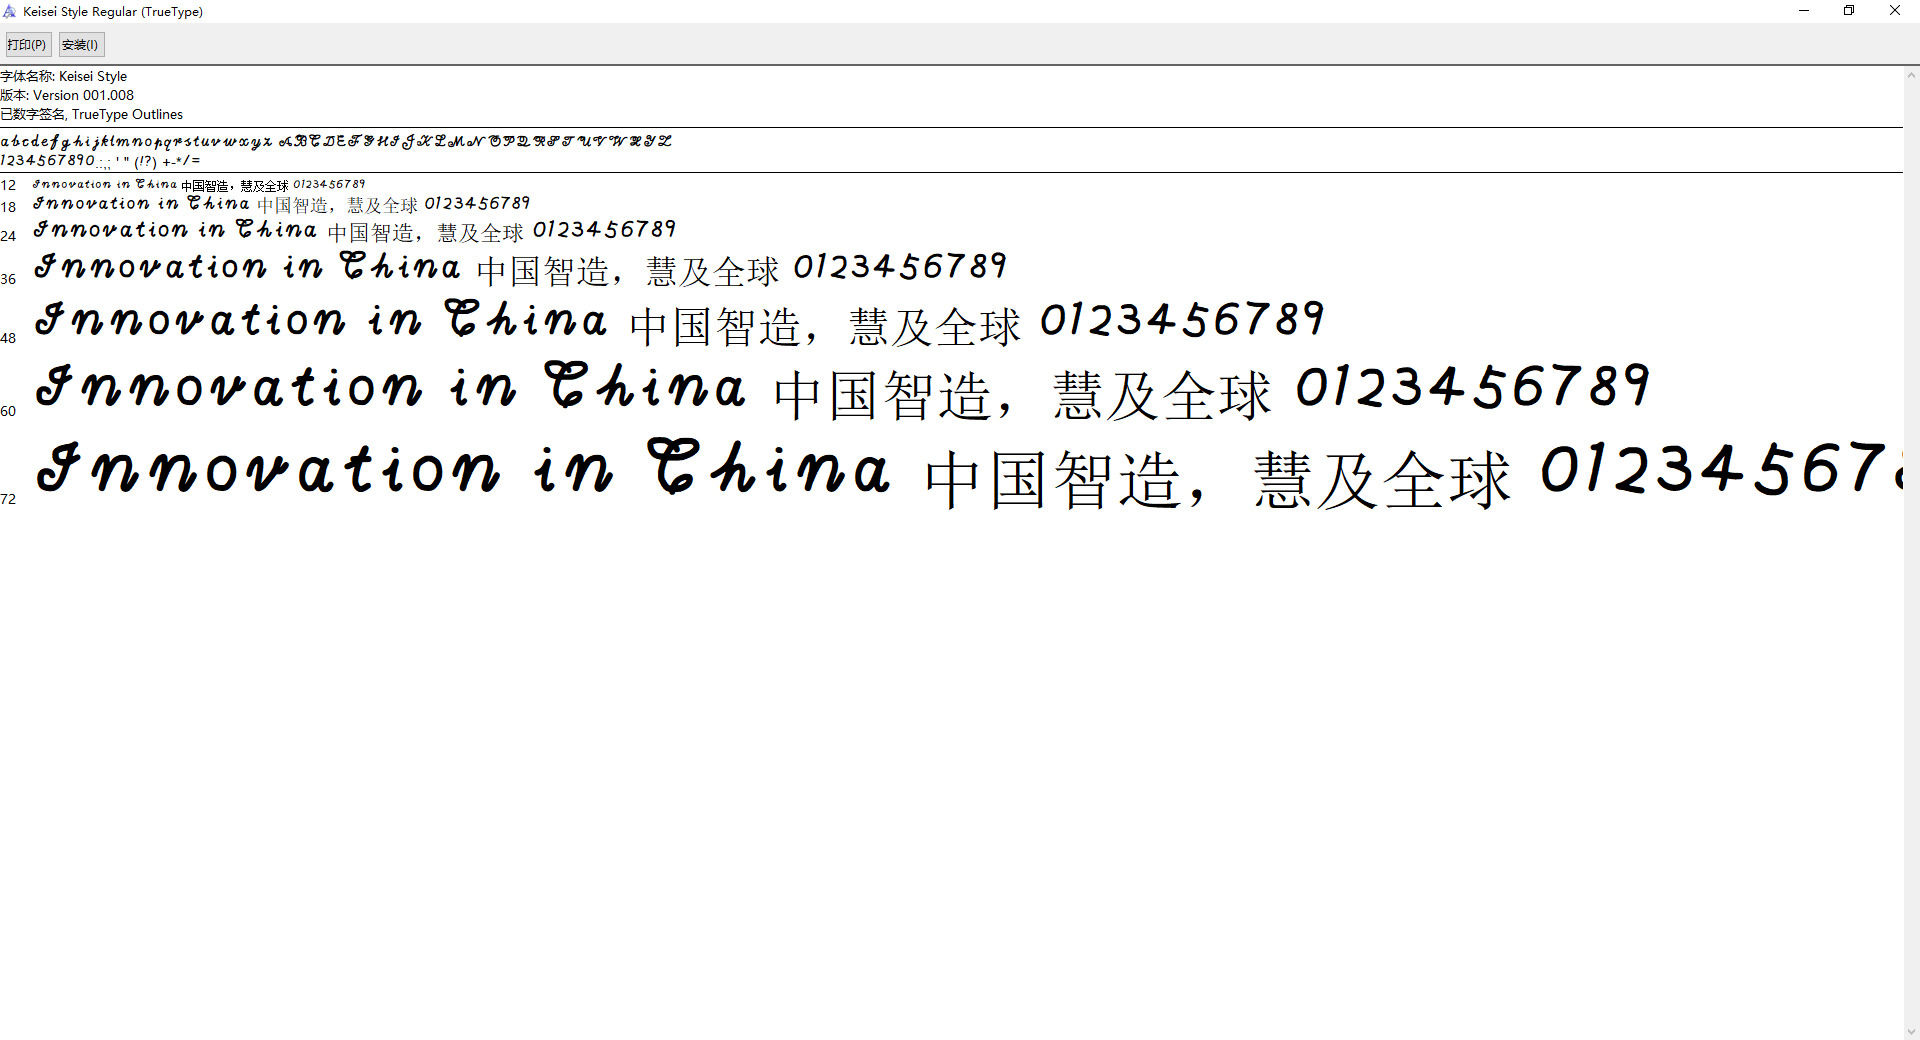 Keisei Style Regular (TrueType)
打印(P) 安装(I)
字体名称: Keisei Style
版本: Version 001.008
已数字签名, TrueType Outlines
abcdefghijklmnopqrstuvwxyz ABCDEFGHIJKLMNOPQRSTUVWXYZ
1234567890.:,; ' " (!?) +-*/=
12 Innovation in China 中国智造，慧及全球 0123456789
18 Innovation in China 中国智造，慧及全球 0123456789
24 Innovation in China 中国智造，慧及全球 0123456789
36 Innovation in China 中国智造，慧及全球 0123456789
48 Innovation in China 中国智造，慧及全球 0123456789
60 Innovation in China 中国智造，慧及全球 0123456789
72 Innovation in China 中国智造，慧及全球 012345678